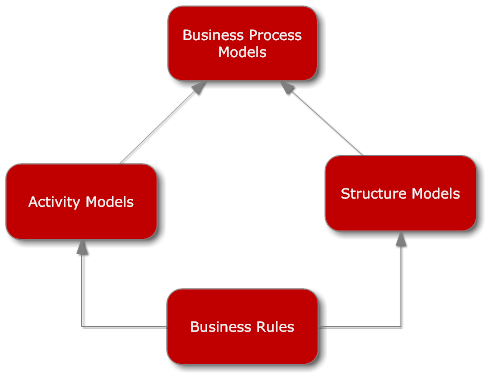 Business Process
Models
Activity Models
Structure Models
Business Rules